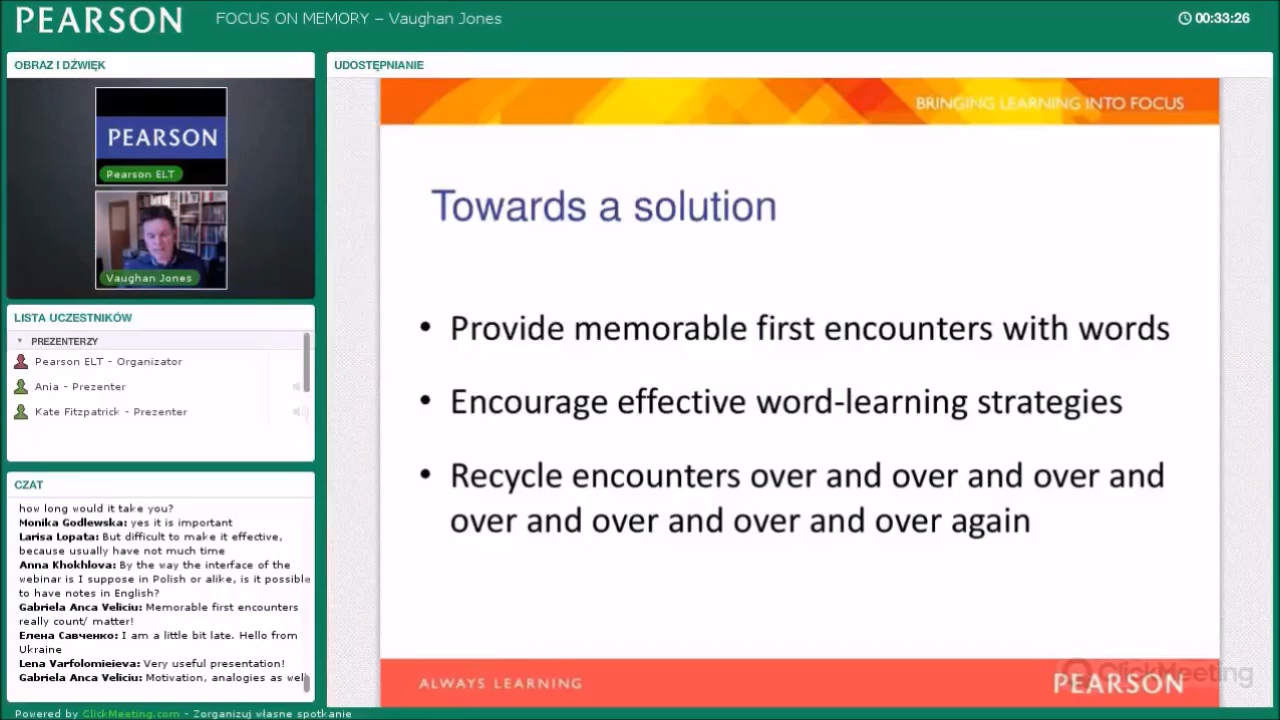 PEARSON
FOCUS ON MEMORY – Vaughan Jones
00:33:26
OBRAZ I DŹWIĘK
PEARSON
Pearson ELT
Vaughan Jones
LISTA UCZESTNIKÓW
PREZENTERZY
Pearson ELT - Organizator
Ania - Prezenter
Kate Fitzpatrick - Prezenter
CZAT
how long would it take you?
Monika Godlewska: yes it is important
Larisa Lopata: But difficult to make it effective,
because usually have not much time
Anna Khokhlova: By the way the interface of the
webinar is I suppose in Polish or alike, is it possible
to have notes in English?
Gabriela Anca Veliciu: Memorable first encounters
really count/ matter!
Елена Савченко: I am a little bit late. Hello from
Ukraine
Lena Varfolomieieva: Very useful presentation!
Gabriela Anca Veliciu: Motivation, analogies as well
UDOSTĘPNIANIE
BRINGING LEARNING INTO FOCUS
Towards a solution
• Provide memorable first encounters with words
• Encourage effective word-learning strategies
• Recycle encounters over and over and over and
over and over and over and over again
ALWAYS LEARNING
PEARSON
ClickMeeting
Powered by ClickMeeting.com - Zorganizuj własne spotkanie